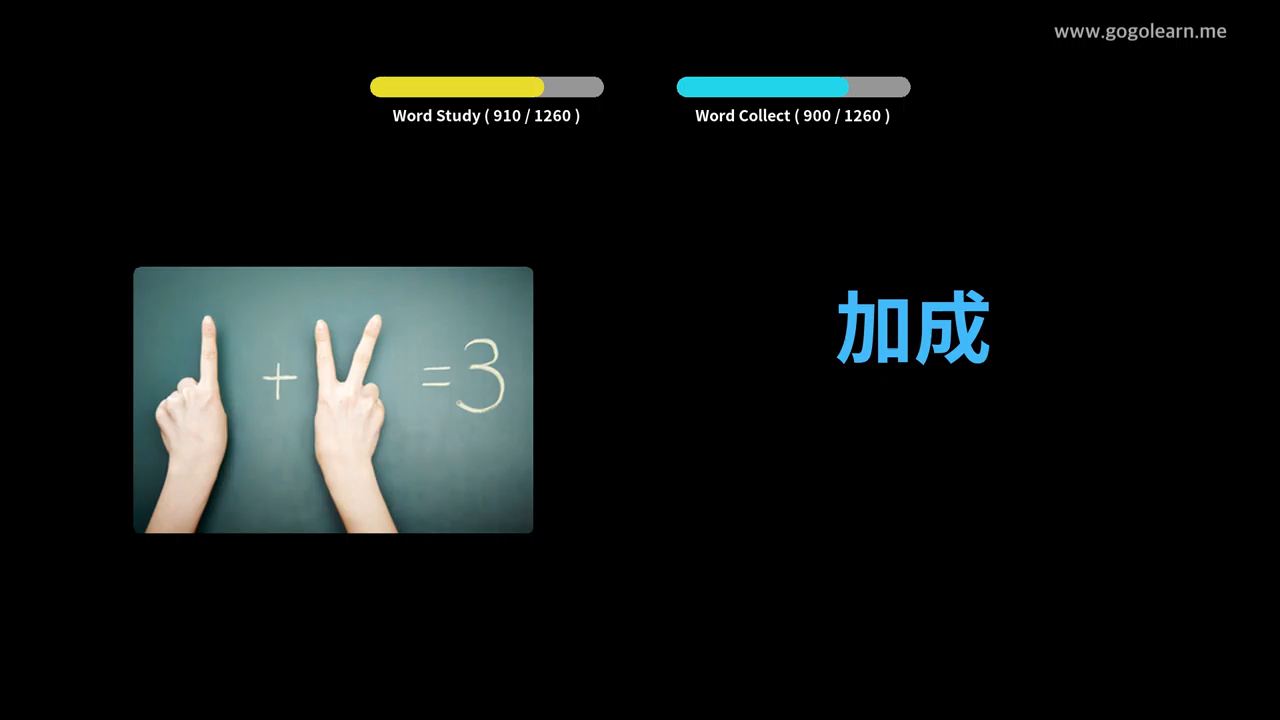 www.gogolearn.me
Word Study ( 910 / 1260 )
Word Collect ( 900 / 1260 )
加成
+ =3